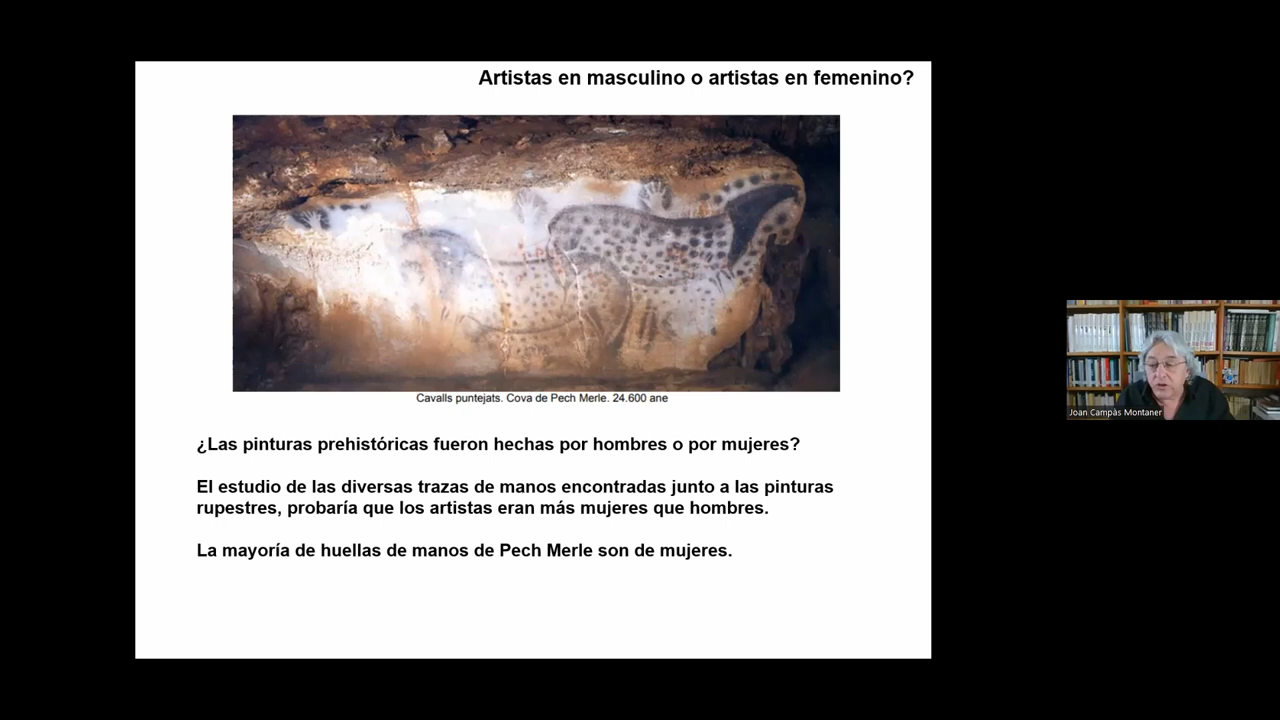 Artistas en masculino o artistas en femenino?
Cavalls puntejats. Cova de Pech Merle. 24.600 ane
¿Las pinturas prehistóricas fueron hechas por hombres o por mujeres?
El estudio de las diversas trazas de manos encontradas junto a las pinturas
rupestres, probaría que los artistas eran más mujeres que hombres.
La mayoría de huellas de manos de Pech Merle son de mujeres.
Joan Campàs Montaner